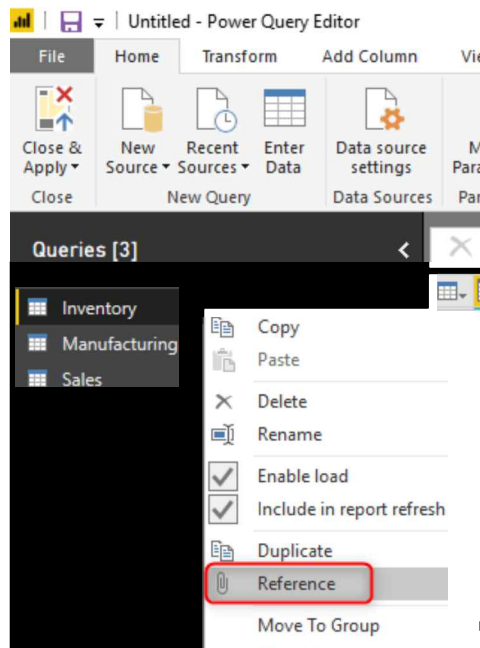 Untitled - Power Query Editor
File Home Transform Add Column
Close & Apply New Source Recent Sources Enter Data Data source settings
Close New Query Data Sources
Queries [3]
Inventory
Manufacturing
Sales
Copy
Paste
Delete
Rename
Enable load
Include in report refresh
Duplicate
Reference
Move To Group